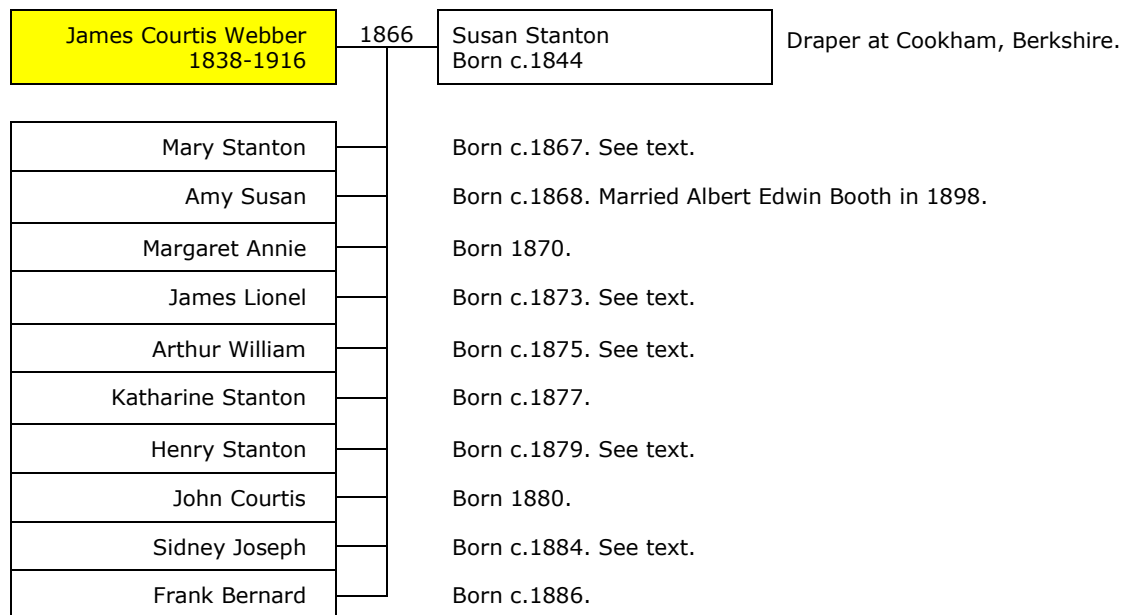 James Courtis Webber
1838-1916
1866
Susan Stanton
Born c.1844
Draper at Cookham, Berkshire.
Mary Stanton Born c.1867. See text.
Amy Susan Born c.1868. Married Albert Edwin Booth in 1898.
Margaret Annie Born 1870.
James Lionel Born c.1873. See text.
Arthur William Born c.1875. See text.
Katharine Stanton Born c.1877.
Henry Stanton Born c.1879. See text.
John Courtis Born 1880.
Sidney Joseph Born c.1884. See text.
Frank Bernard Born c.1886.